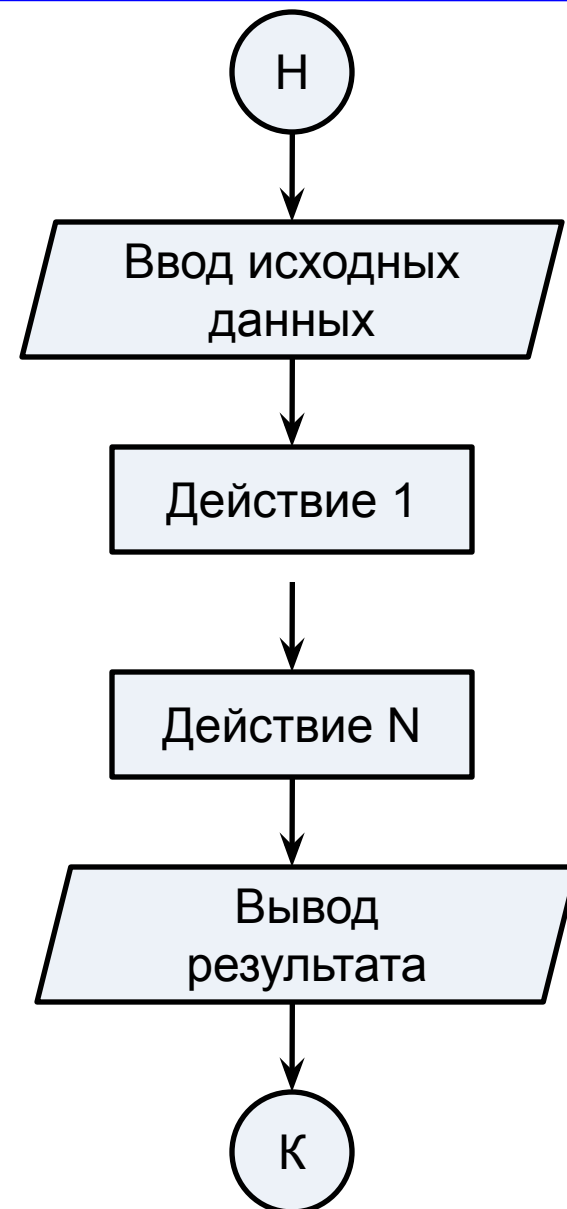 Н
Ввод исходных
данных
Действие 1
Действие N
Вывод
результата
К